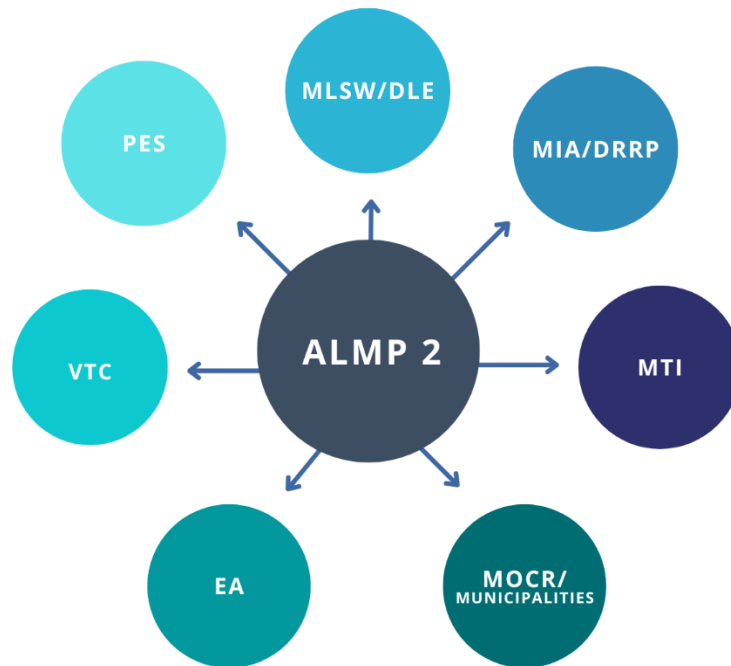 MLSW/DLE
PES
MIA/DRRP
ALMP 2
VTC
MTI
EA
MOCR/
MUNICIPALITIES